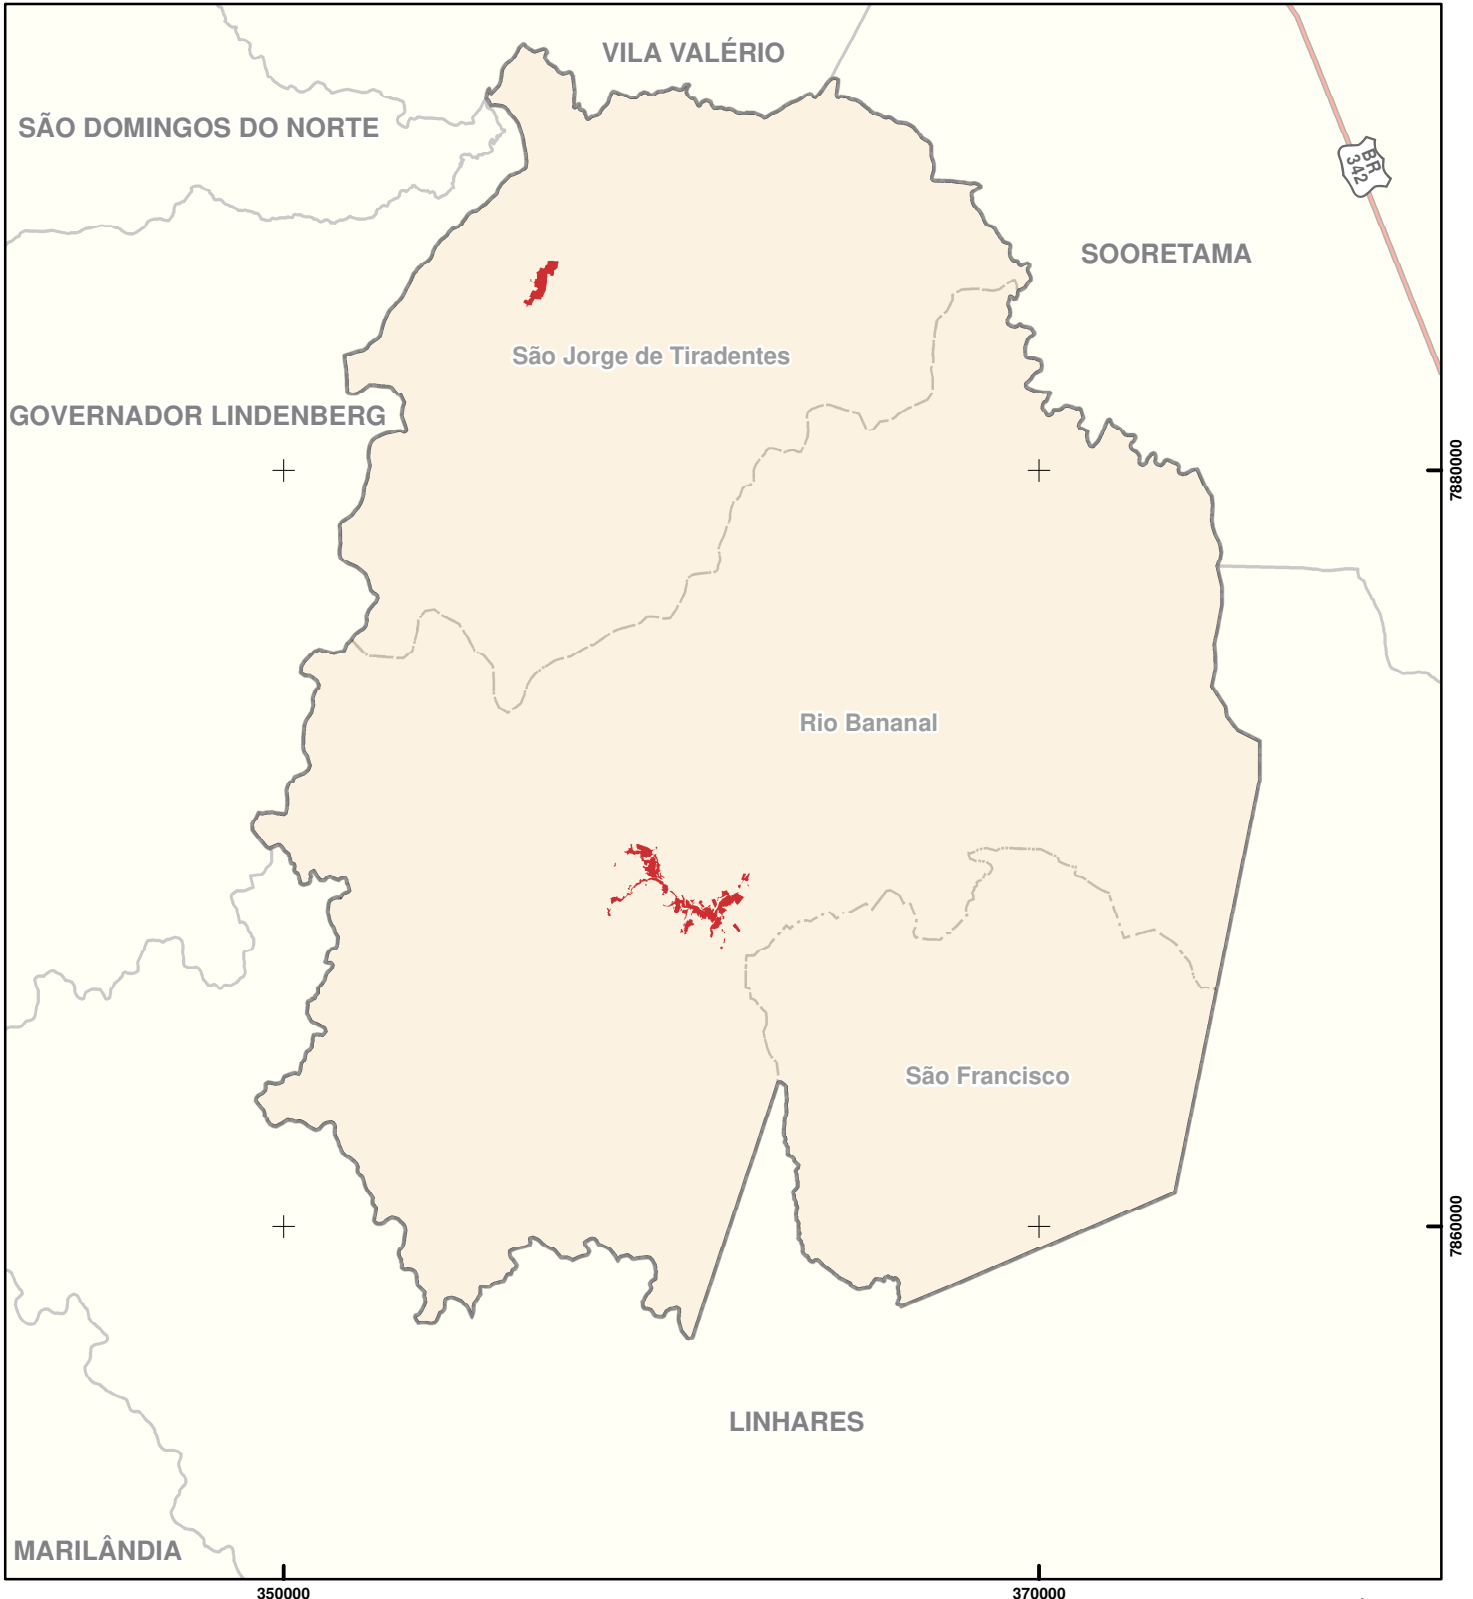 VILA VALÉRIO
SÃO DOMINGOS DO NORTE
BR
342
SOORETAMA
São Jorge de Tiradentes
GOVERNADOR LINDENBERG
7880000
Rio Bananal
São Francisco
7860000
LINHARES
MARILÂNDIA
350000
370000